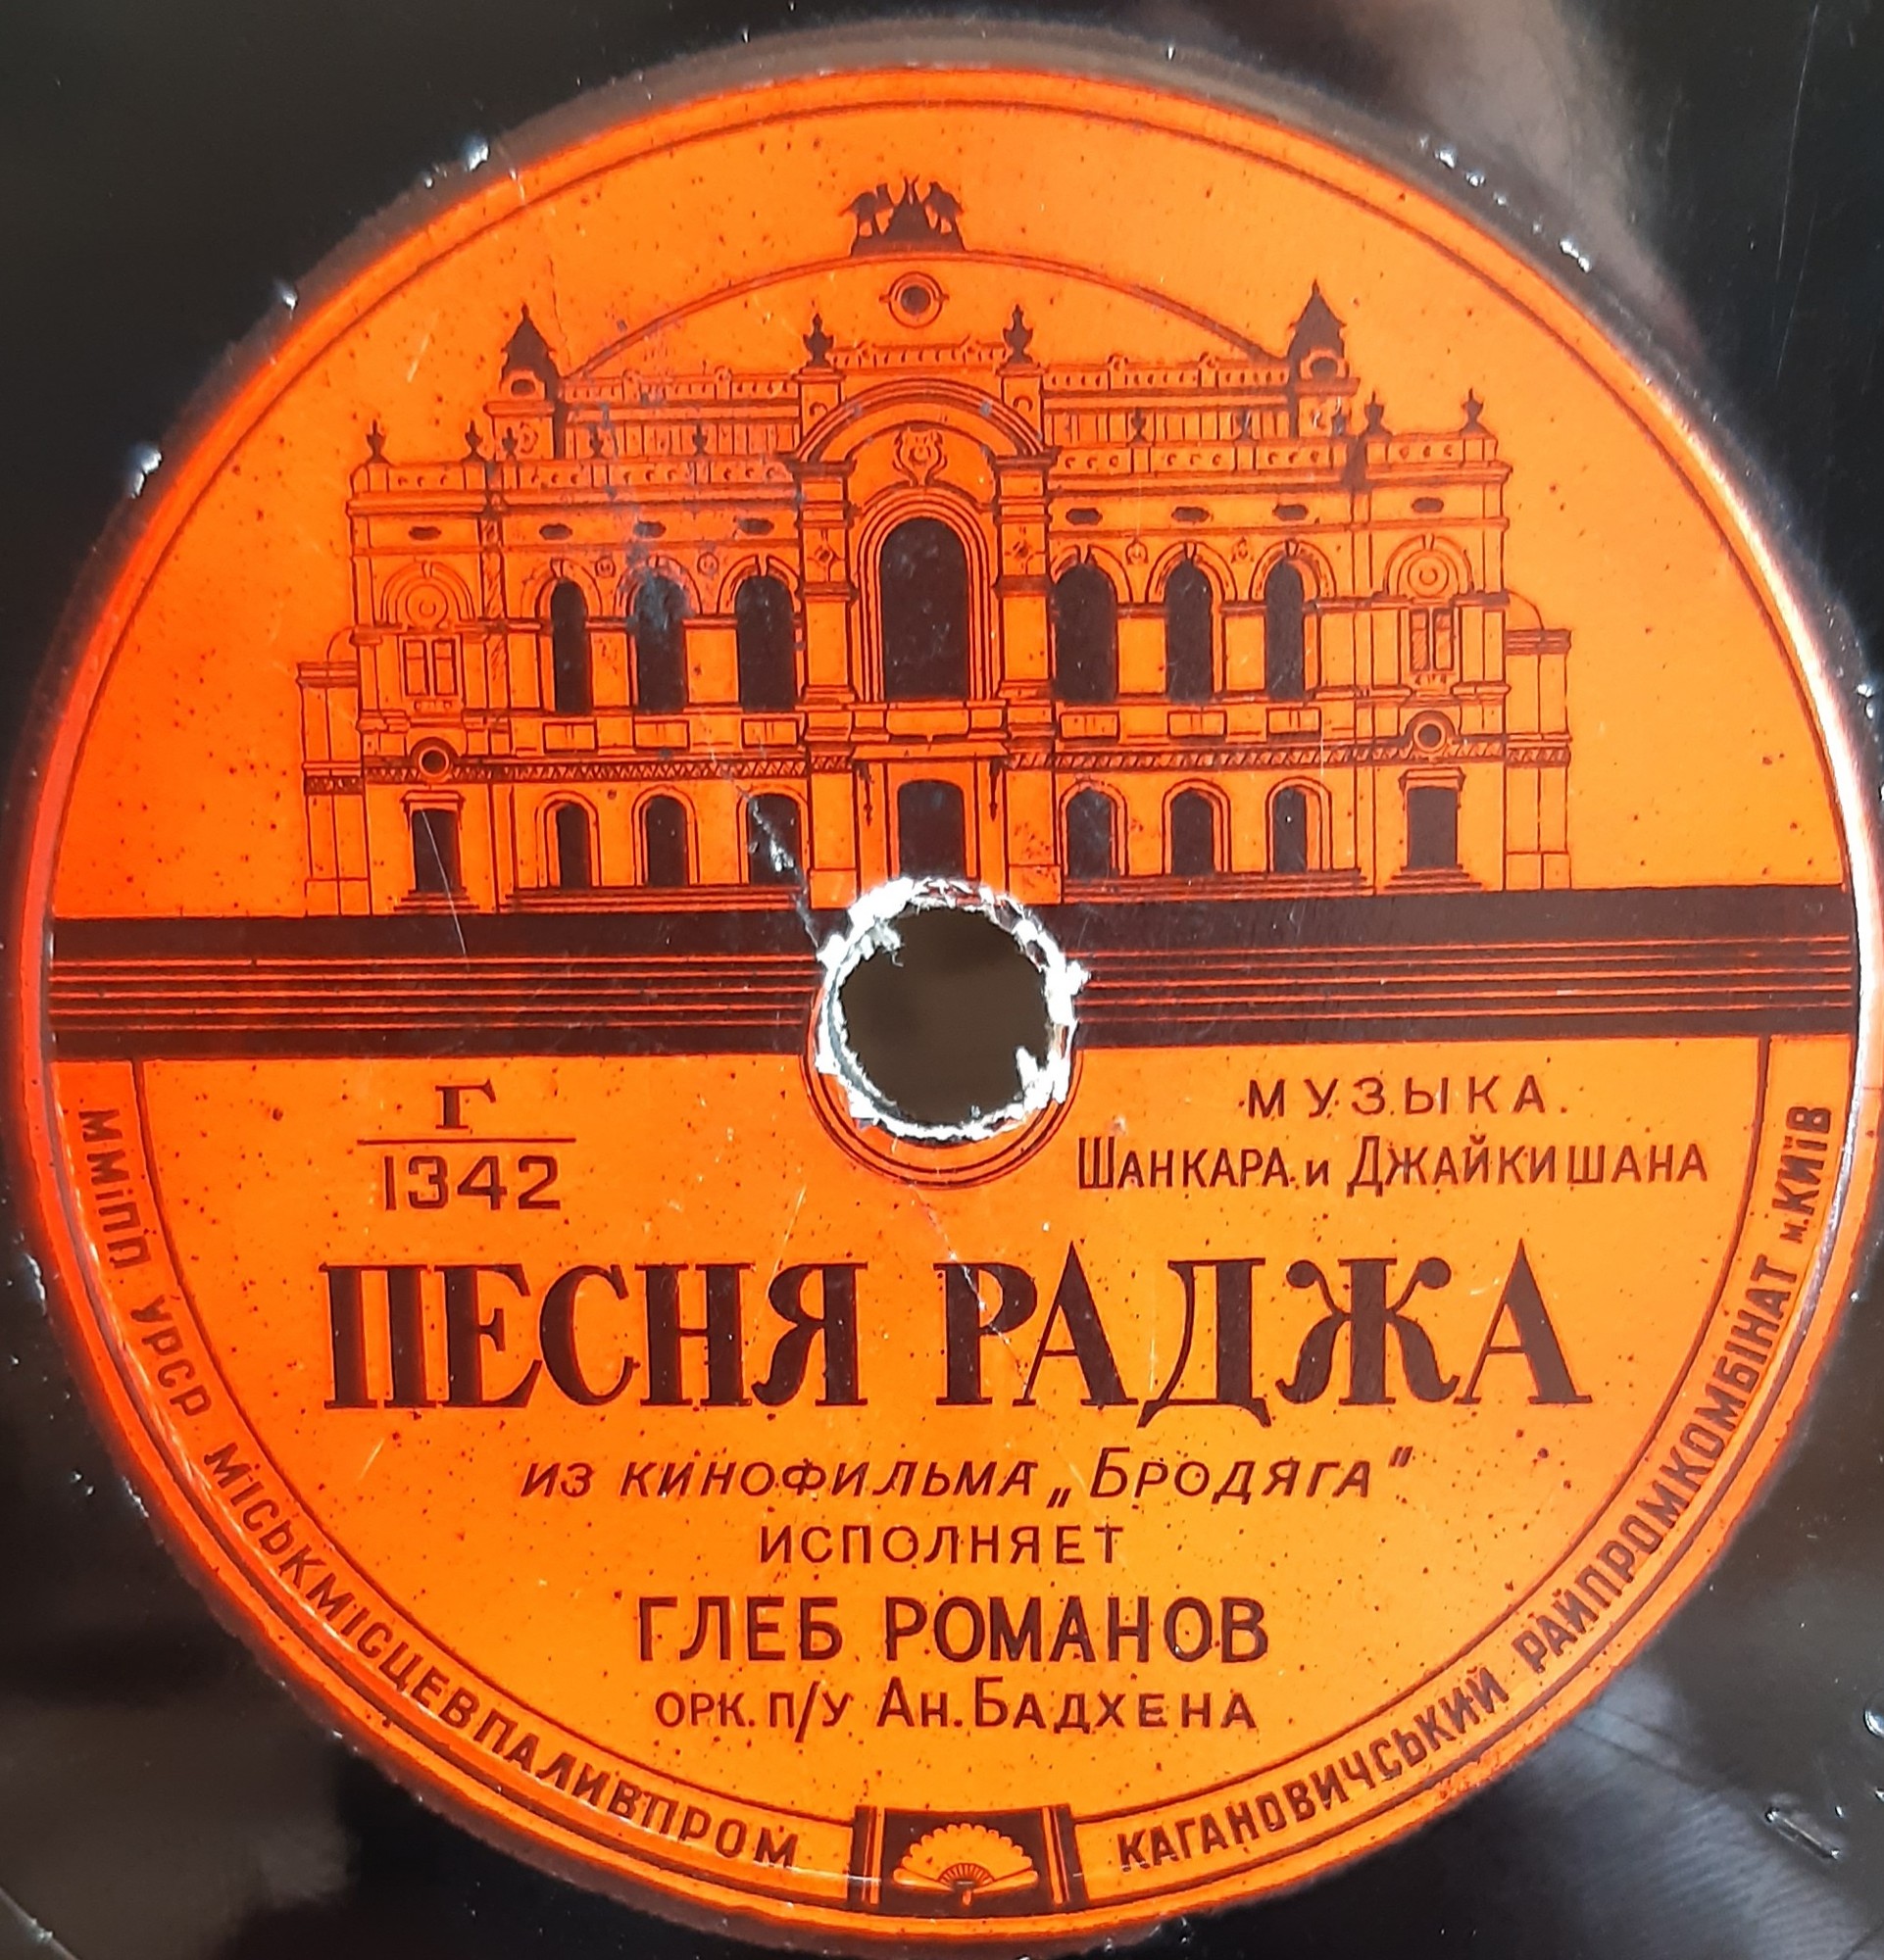 Г
1342
МУЗЫКА.
ШАНКАРА и ДЖАЙКИШАНА
ПЕСНЯ РАДЖА
ИЗ КИНОФИЛЬМА „БРОДЯГА"
ИСПОЛНЯЕТ
ГЛЕБ РОМАНОВ
ОРК. П/У АН. БАДХЕНА
ММіПП УРСР МІСЬКМІСЦЕВПАЛИВПРОМ
КАГАНОВИЧСЬКИЙ РАЙПРОМКОМБІНАТ м.КИЇВ